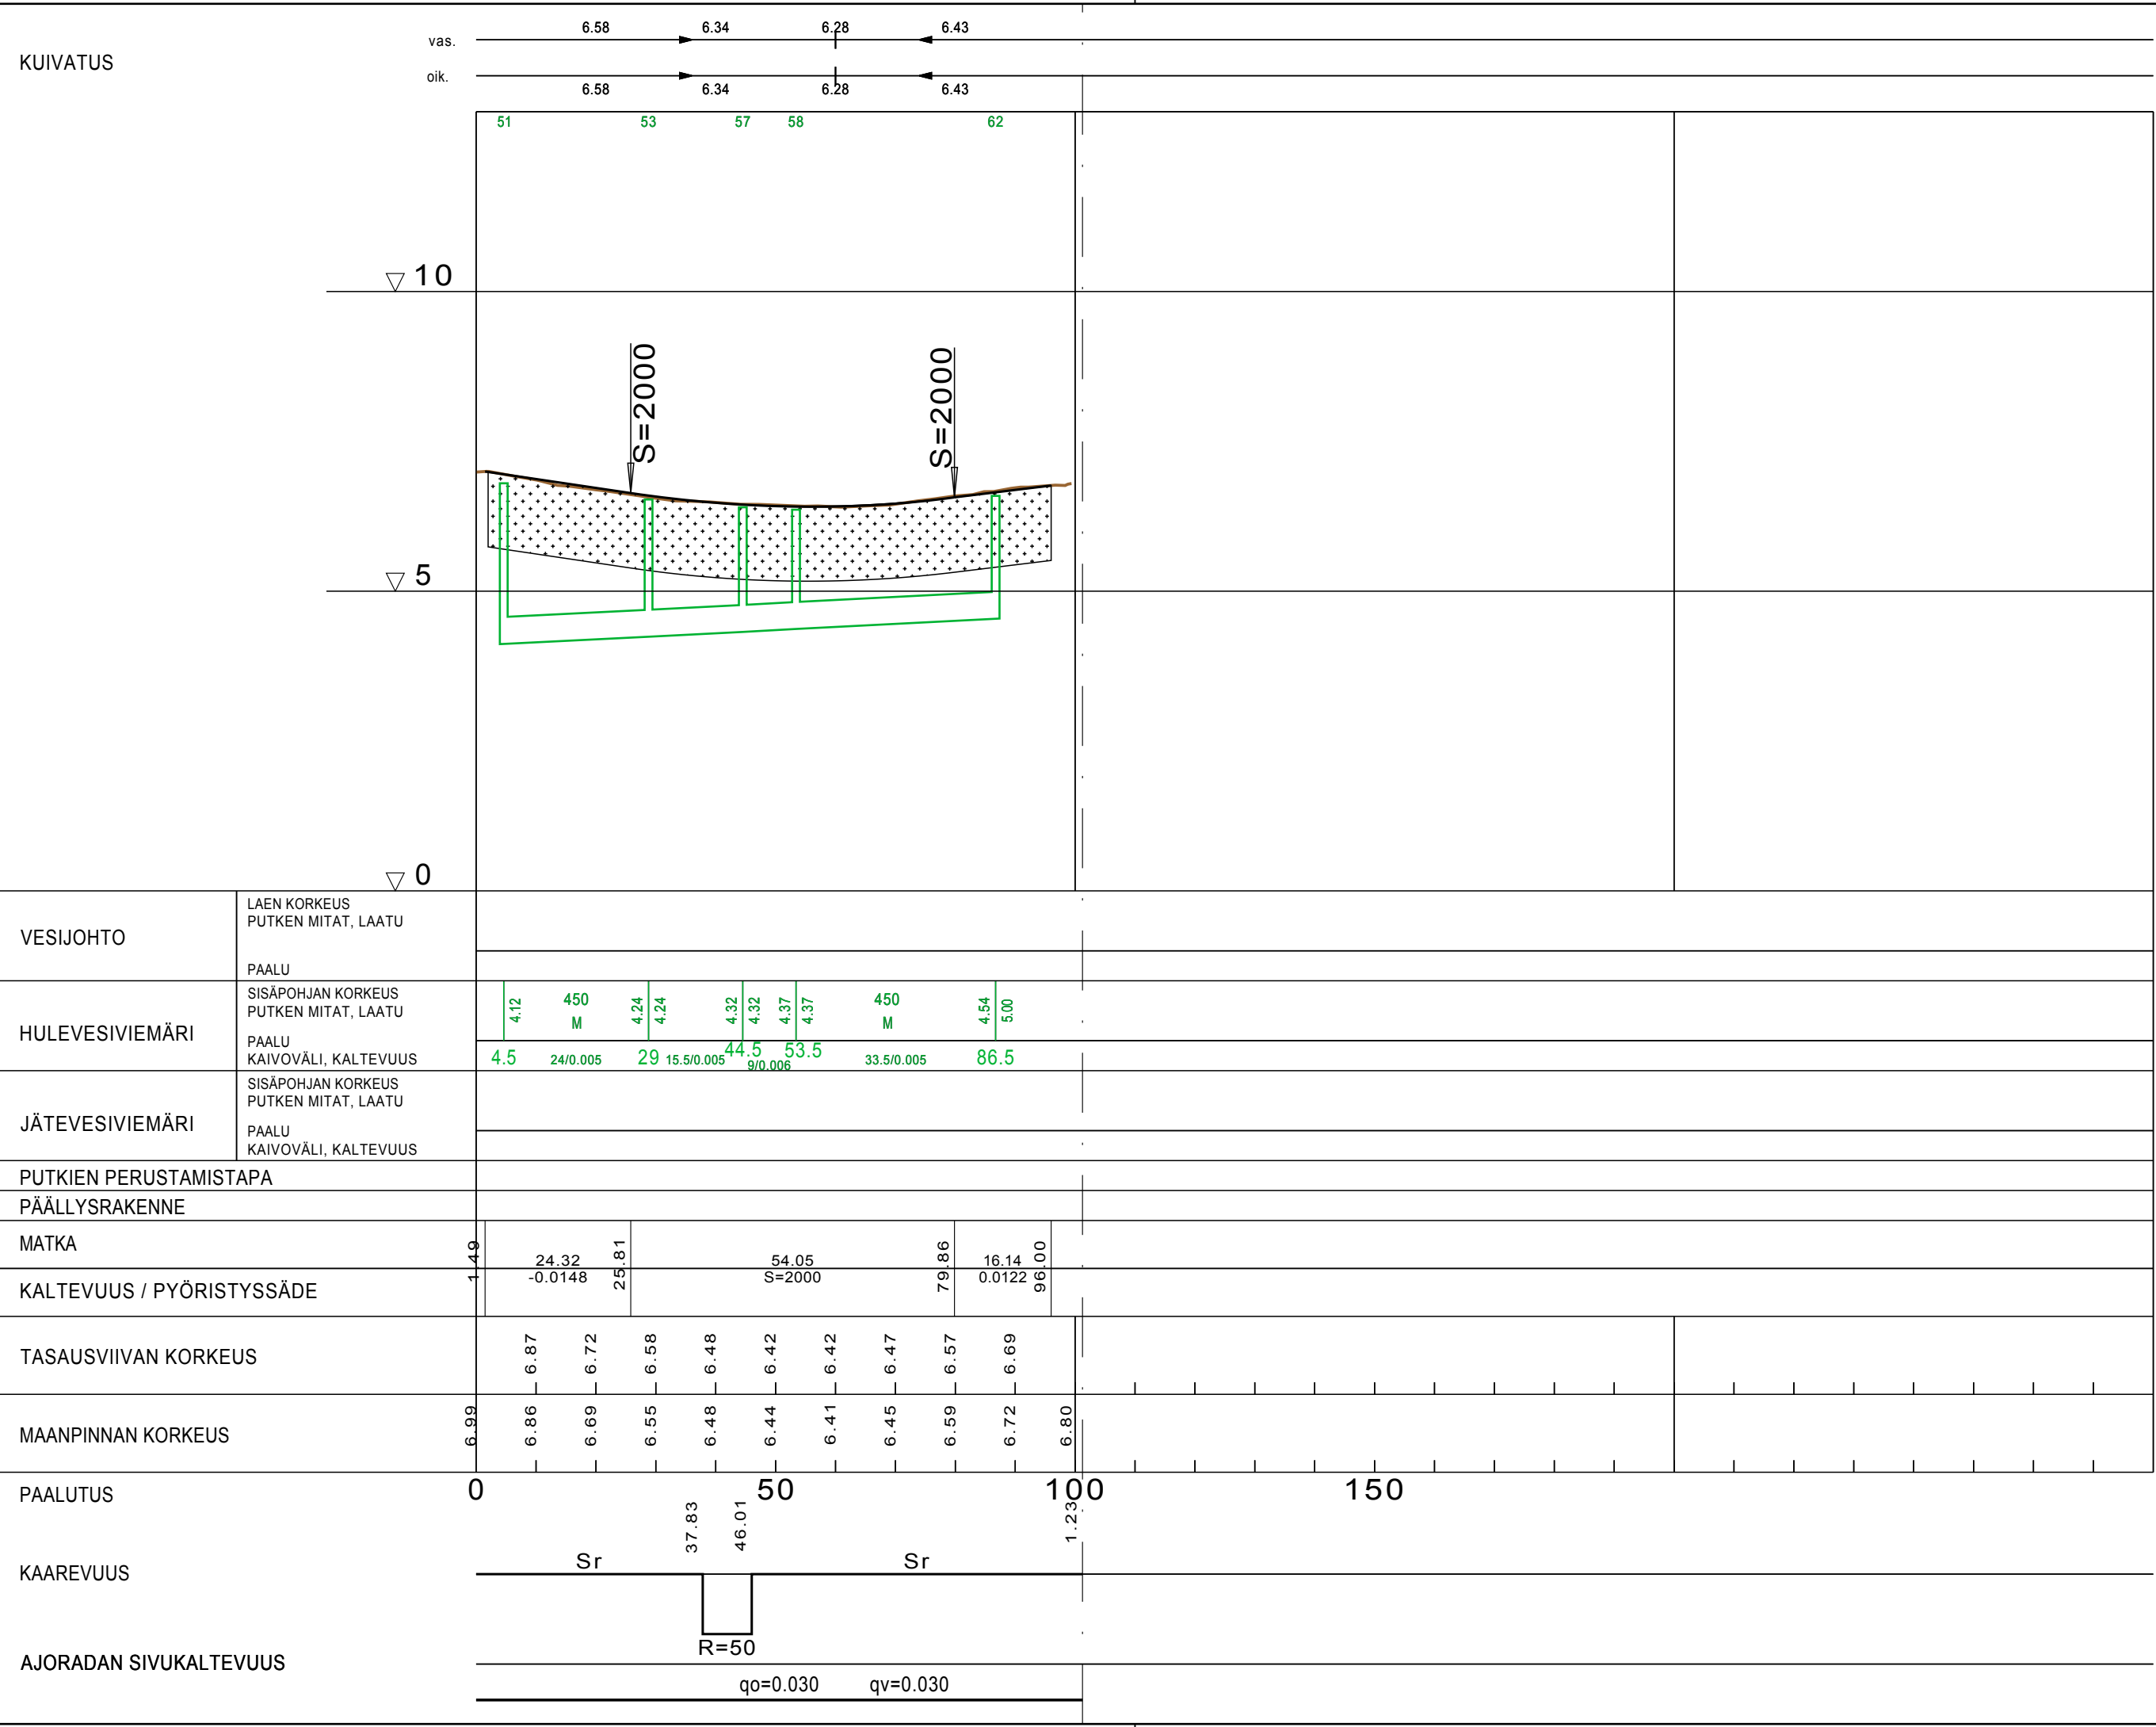 6.58 6.34 6.28 6.43
vas.
KUIVATUS
oik.
6.58 6.34 6.28 6.43
51 53 57 58 62
10
S=2000 S=2000
5
0
VESIJOHTO
LAEN KORKEUS
PUTKEN MITAT, LAATU
PAALU
HULEVESIVIEMÄRI
SISÄPOHJAN KORKEUS
PUTKEN MITAT, LAATU
PAALU
KAIVOVÄLI, KALTEVUUS
4.12 450 M 4.24 4.24 4.32 4.32 4.37 4.37 450 M 4.54 5.00
4.5 24/0.005 29 15.5/0.005 44.5 9/0.006 53.5 33.5/0.005 86.5
JÄTEVESIVIEMÄRI
SISÄPOHJAN KORKEUS
PUTKEN MITAT, LAATU
PAALU
KAIVOVÄLI, KALTEVUUS
PUTKIEN PERUSTAMISTAPA
PÄÄLLYSRAKENNE
MATKA
1.49 24.32 25.81 54.05 79.86 16.14 96.00
KALTEVUUS / PYÖRISTYSSÄDE
-0.0148 S=2000 0.0122
TASAUSVIIVAN KORKEUS
6.87 6.72 6.58 6.48 6.42 6.42 6.47 6.57 6.69
MAANPINNAN KORKEUS
6.99 6.86 6.69 6.55 6.48 6.44 6.41 6.45 6.59 6.72 6.80
PAALUTUS
0 50 100 150
37.83 46.01 1.23
KAAREVUUS
Sr Sr
R=50
AJORADAN SIVUKALTEVUUS
qo=0.030 qv=0.030